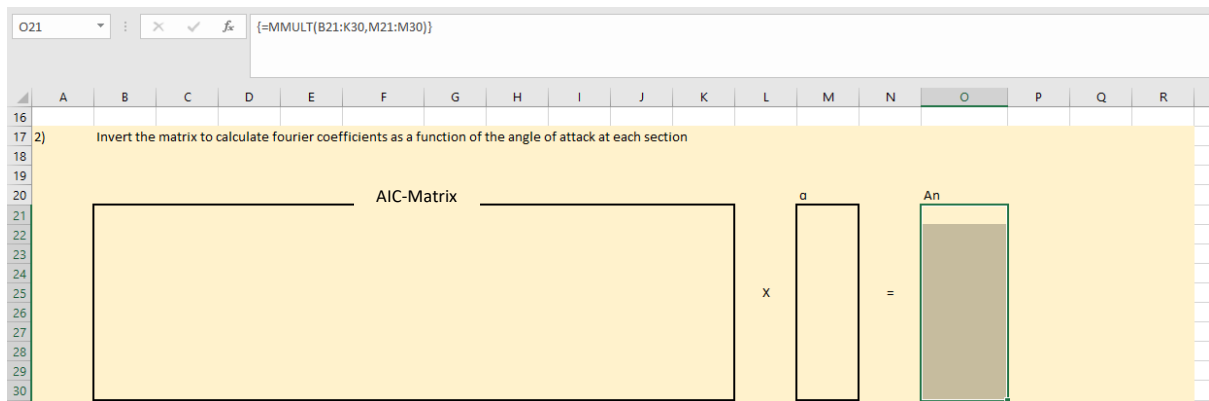 O21 fx {=MMULT(B21:K30,M21:M30)}
A B C D E F G H I J K L M N O P Q R
16
17 2) Invert the matrix to calculate fourier coefficients as a function of the angle of attack at each section
18
19
20 AIC-Matrix α An
21
22
23
24
25 X =
26
27
28
29
30